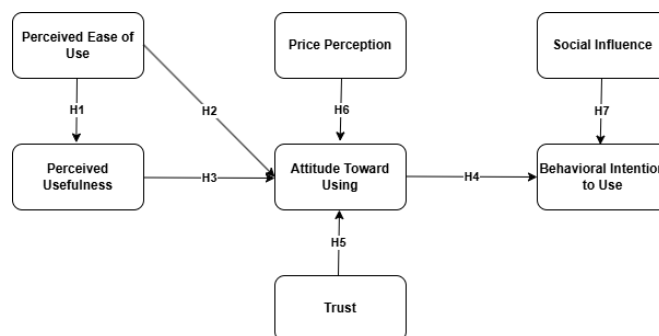 Perceived Ease of
Use
Price Perception
Social Influence
H1
H2
H6
H7
Perceived
Usefulness
H3
Attitude Toward
Using
H4
Behavioral Intention
to Use
H5
Trust